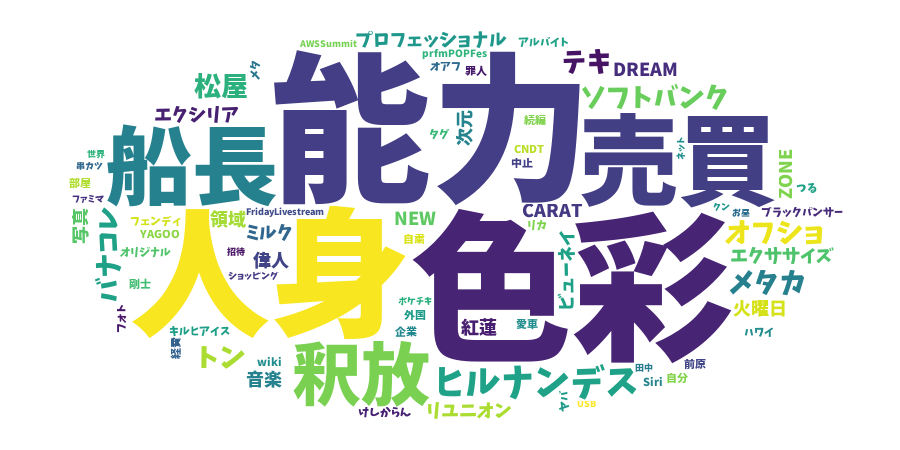 AWSSummit
プロフェッショナル
アルバイト
prfmPOPFes
オアフ
罪人
テキ
DREAM
メタ
松屋
ソフトバンク
エクシリア
能力
次元
続編
タグ
船長
売買
CNDT
中止
ネット
世界
串カツ
ZONE
部屋
つる
ファミマ
写真
バナコレ
フェンディ
YAGOO
領域
FridayLivestream
ミルク
NEW
CARAT
リカ
クン
お昼
ブラックパンサー
人身
色彩
オフショ
自粛
ビューネイ
オリジナル
招待
偉人
エクササイズ
ショッピング
剛士
メタカ
ポケチキ
火曜日
フォト
外国
キルヒアイス
企業
紅蓮
愛車
ハワイ
経費
トン
wiki
音楽
釈放
ヒルナンデス
田中
前原
Siri
自分
けしからん
リユニオン
USB